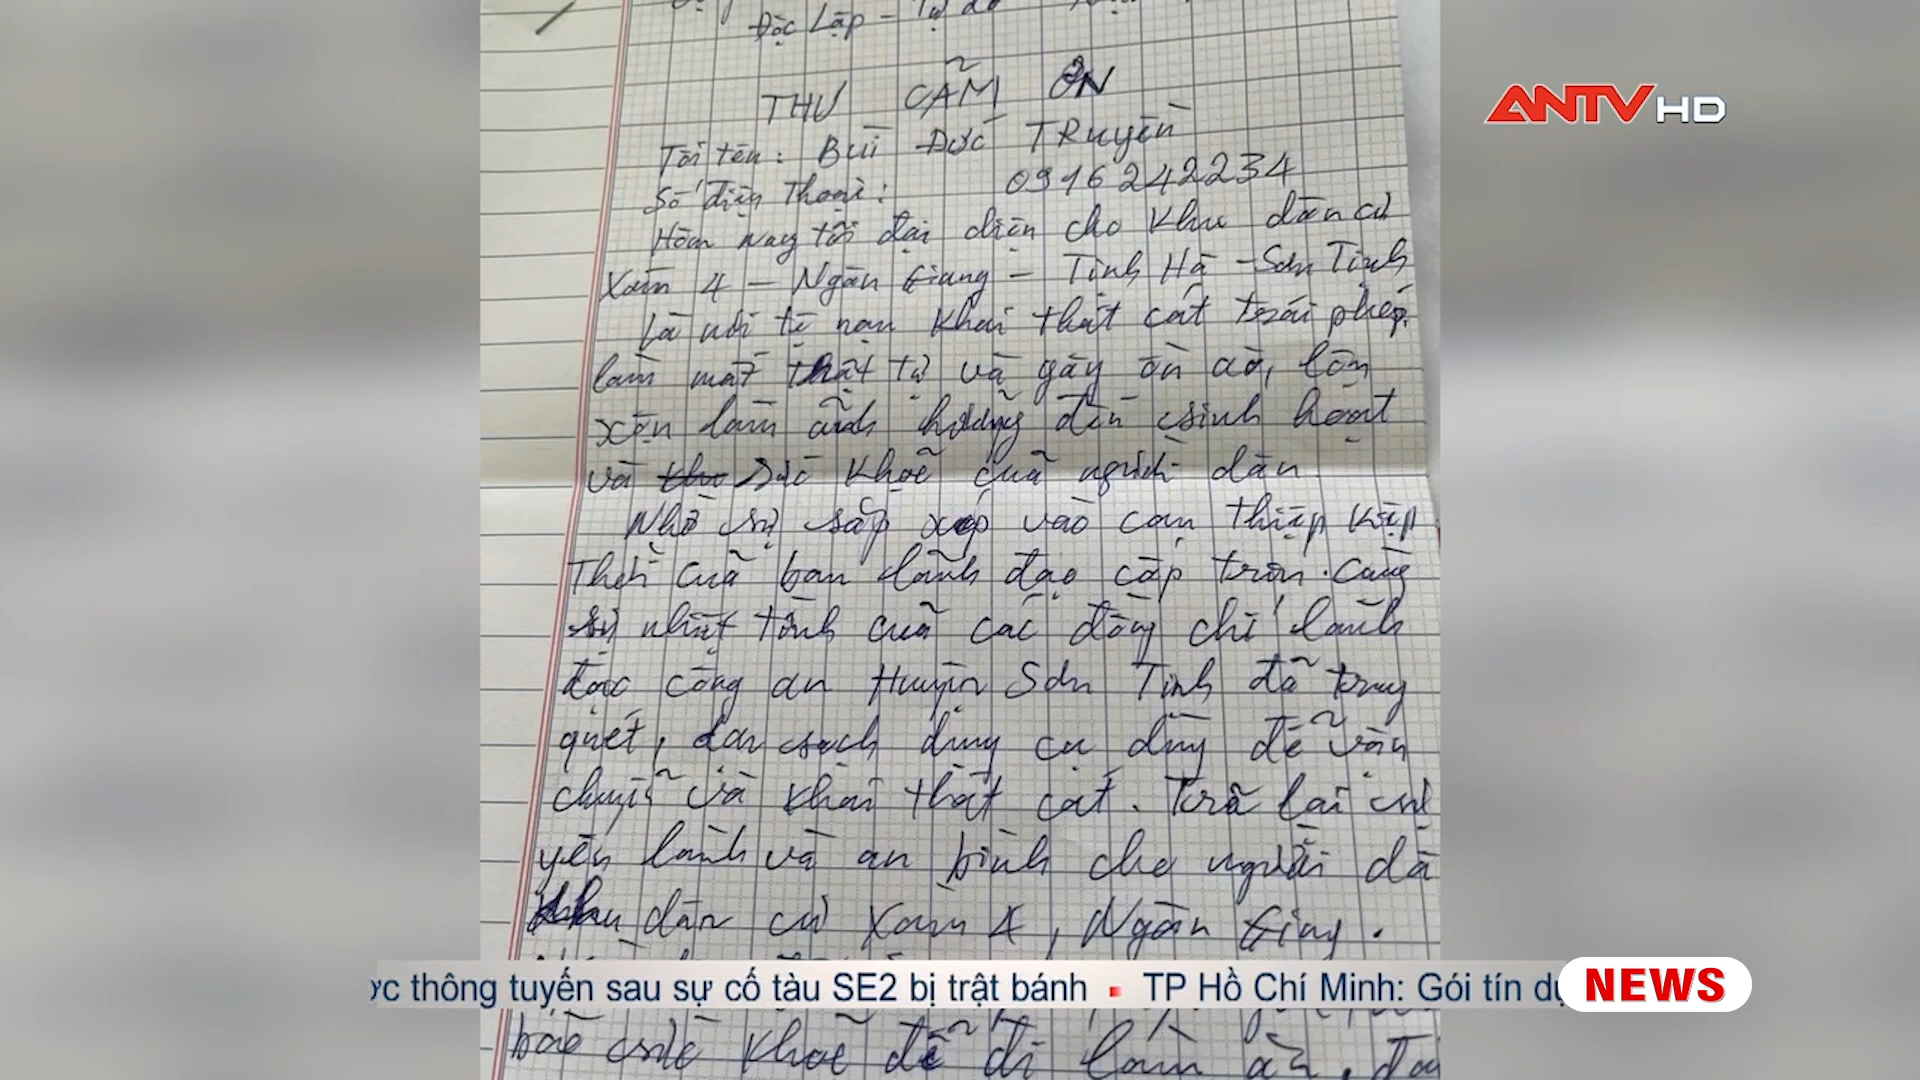 Độc Lập - Tự do
ANTV HD
THƯ CẢM ƠN
Tôi tên: Bùi Đức TRuyền
Số điện Thoại: 0916242234
Hôm nay tôi đại diện cho khu dân cư
Xóm 4 - Ngân Giang - Tịnh Hà - Sơn Tịnh
Là nơi tệ nạn khai thát cát trái phép.
làm mất trật tự và gây ồn ào, lộn
xộn làm ảnh hưởng đến sinh hoạt
và sức khoẻ của người dân
Nhờ sự sắp xếp vào can thiệp kịp
Thời của ban lãnh đạo cấp trên. Cùng
sự nhiệt tình của các đồng chí lãnh
đạo công an Huyện Sơn Tịnh đã truy
quét, dọn sạch dụng cụ dùng để vận
chuyển và khai thát cát. Trả lại sự
yên lành và an bình cho người dâ
khu dân cư Xóm 4, Ngân Giang.
ợc thông tuyến sau sự cố tàu SE2 bị trật bánh ▪ TP Hồ Chí Minh: Gói tín dụ
NEWS
bảo sức khoẻ để đi làm ăn.